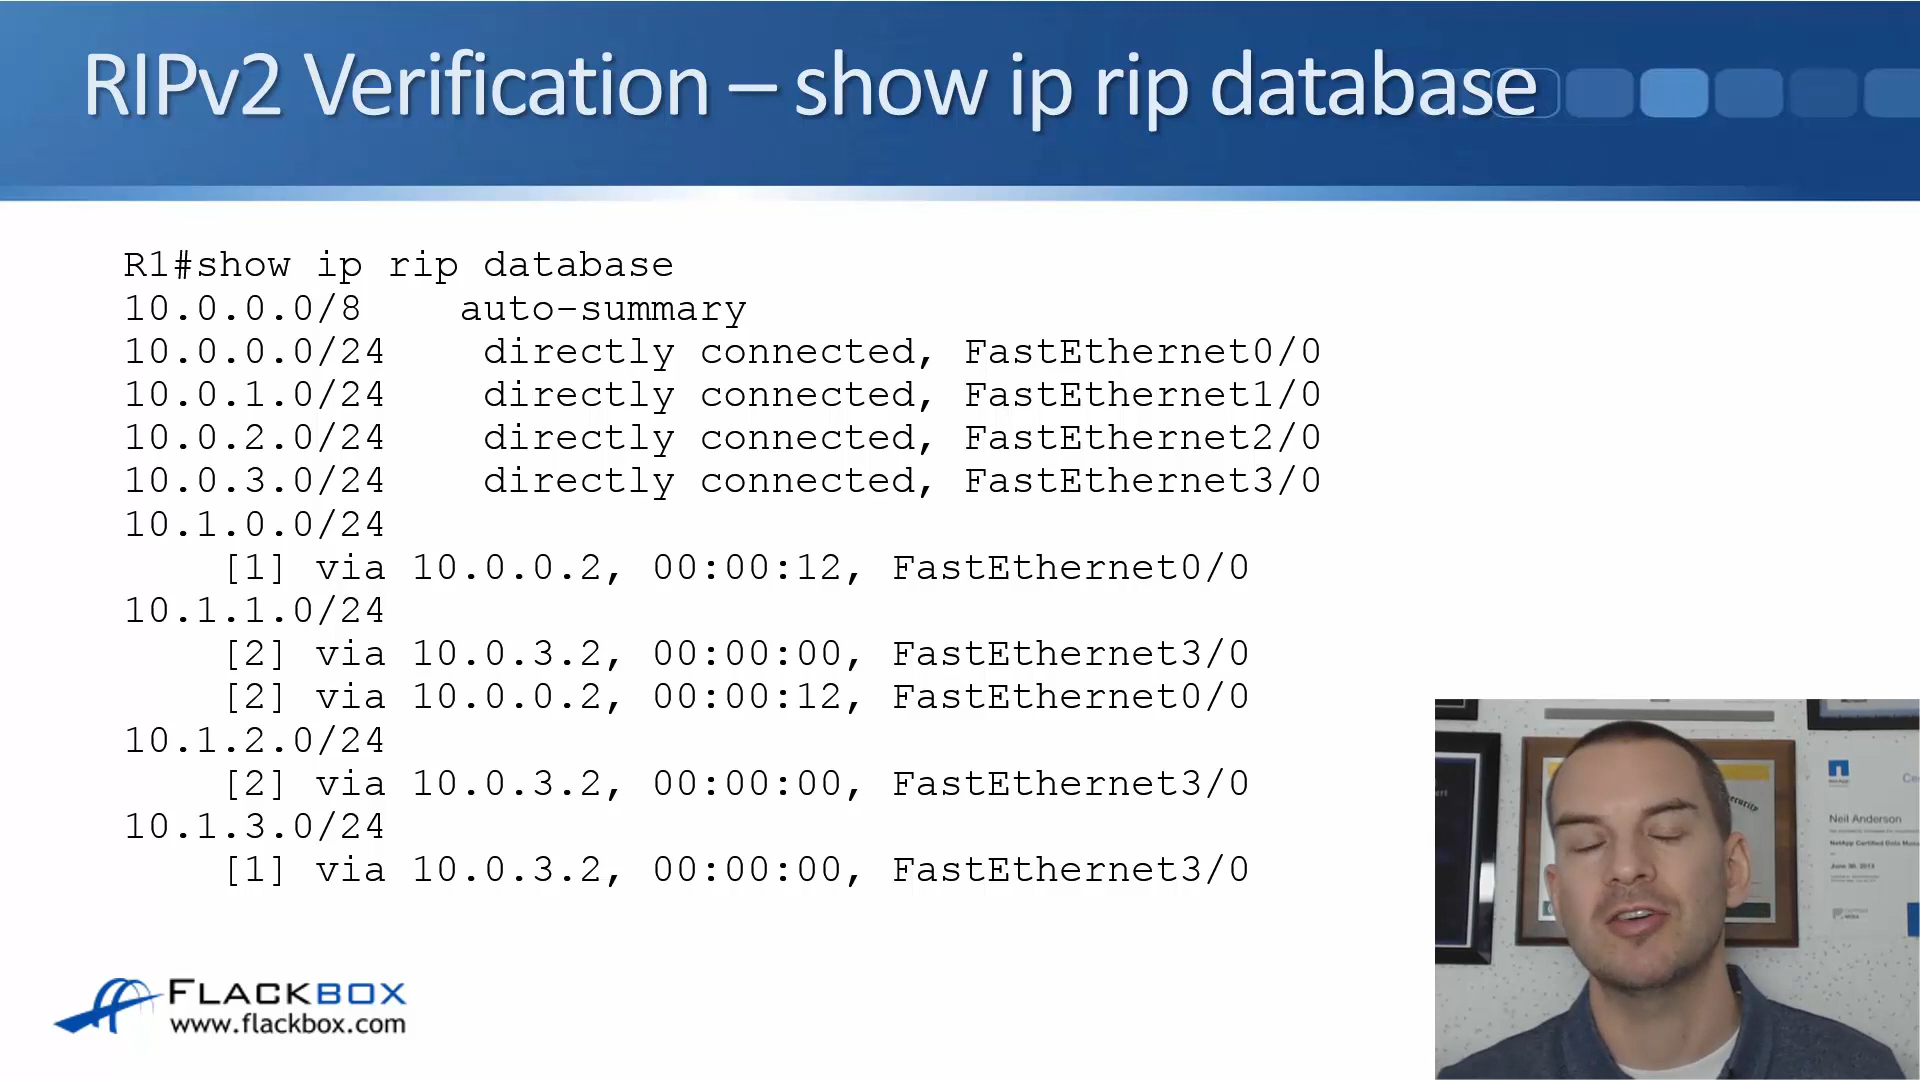 RIPv2 Verification – show ip rip database
R1#show ip rip database
10.0.0.0/8    auto-summary
10.0.0.0/24    directly connected, FastEthernet0/0
10.0.1.0/24    directly connected, FastEthernet1/0
10.0.2.0/24    directly connected, FastEthernet2/0
10.0.3.0/24    directly connected, FastEthernet3/0
10.1.0.0/24
    [1] via 10.0.0.2, 00:00:12, FastEthernet0/0
10.1.1.0/24
    [2] via 10.0.3.2, 00:00:00, FastEthernet3/0
    [2] via 10.0.0.2, 00:00:12, FastEthernet0/0
10.1.2.0/24
    [2] via 10.0.3.2, 00:00:00, FastEthernet3/0
10.1.3.0/24
    [1] via 10.0.3.2, 00:00:00, FastEthernet3/0
FLACKBOX
www.flackbox.com
Neil Anderson